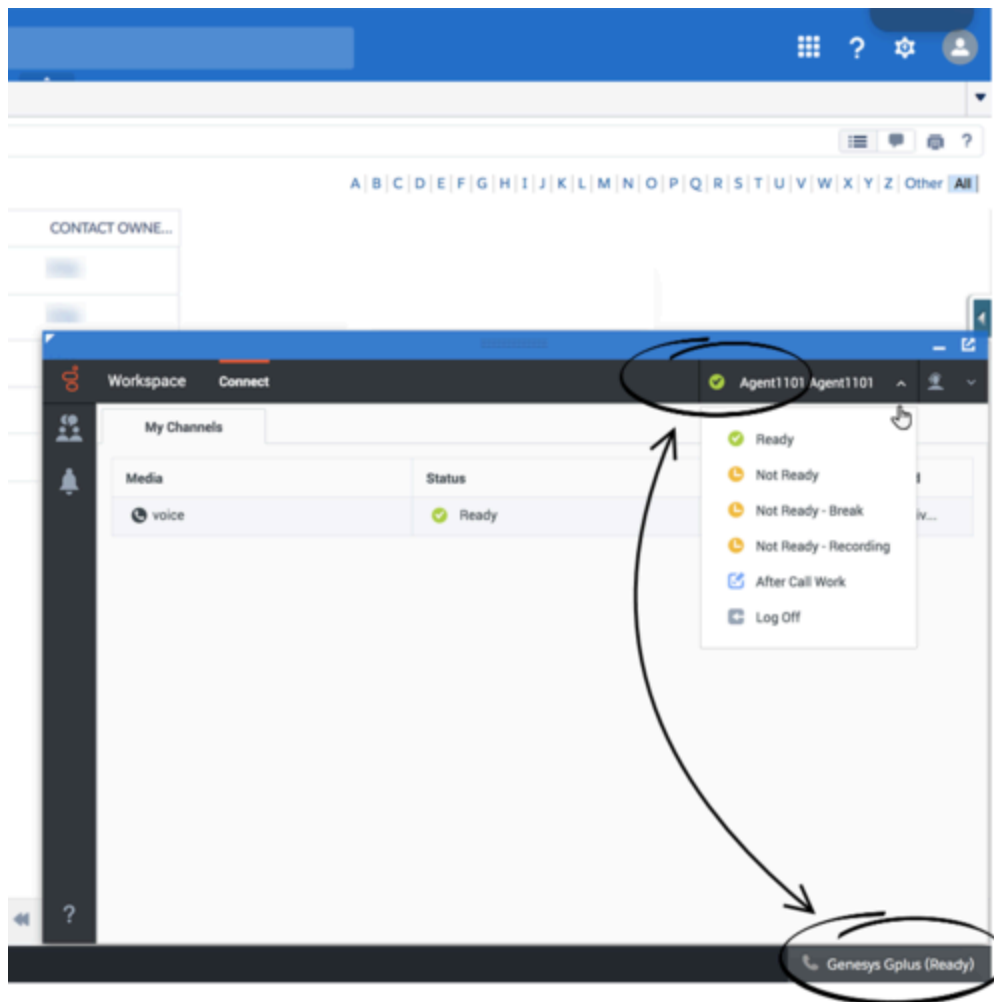 ?
?
A B C D E F G H I J K L M N O P Q R S T U V W X Y Z Other All
CONTACT OWNE...
Workspace Connect Agent1101 Agent1101
My Channels
Ready
Media Status
Not Ready
voice Ready
Not Ready - Break
iv...
Not Ready - Recording
After Call Work
Log Off
?
Genesys Gplus (Ready)